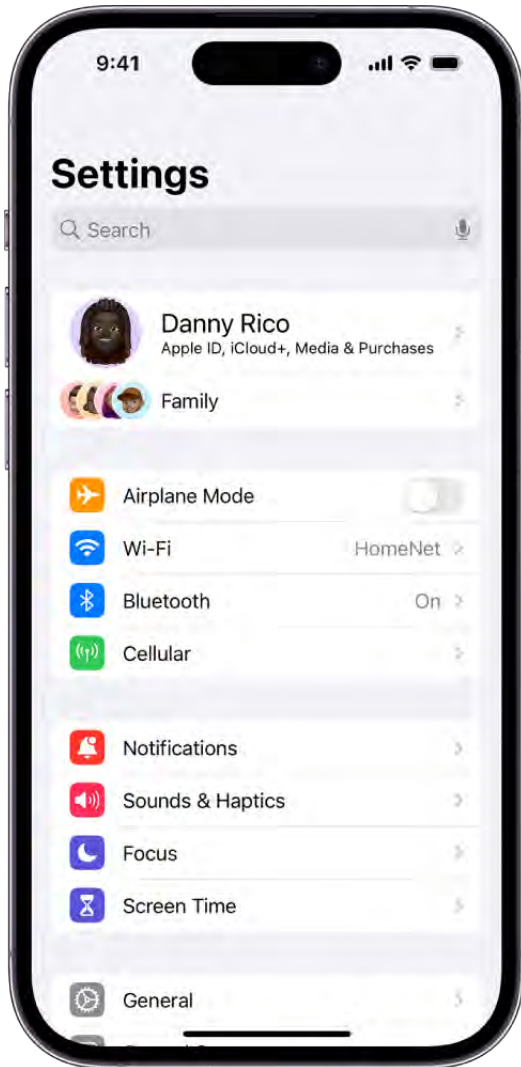 9:41
Settings
Search
Danny Rico
Apple ID, iCloud+, Media & Purchases
Family
Airplane Mode
Wi-Fi HomeNet
Bluetooth On
Cellular
Notifications
Sounds & Haptics
Focus
Screen Time
General